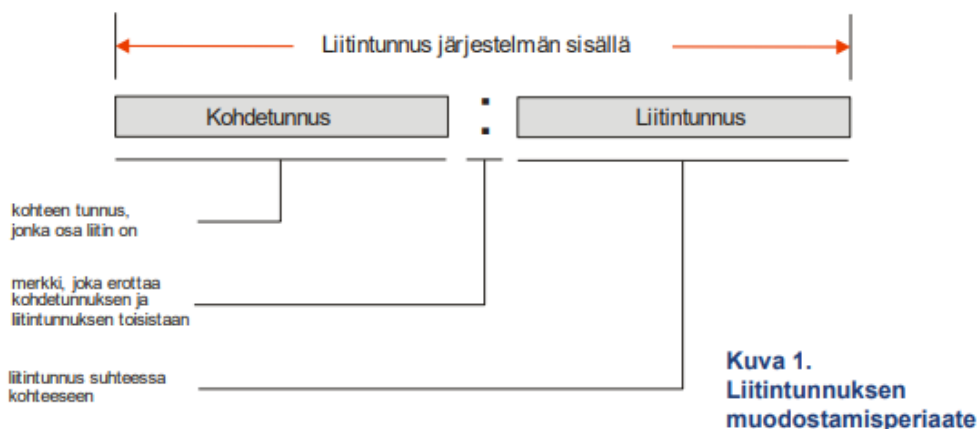 Liitintunnus järjestelmän sisällä
Kohdetunnus : Liitintunnus
kohteen tunnus,
jonka osa liitin on
merkki, joka erottaa
kohdetunnuksen ja
liitintunnuksen toisistaan
liitintunnus suhteessa
kohteeseen
Kuva 1.
Liitintunnuksen
muodostamisperiaate